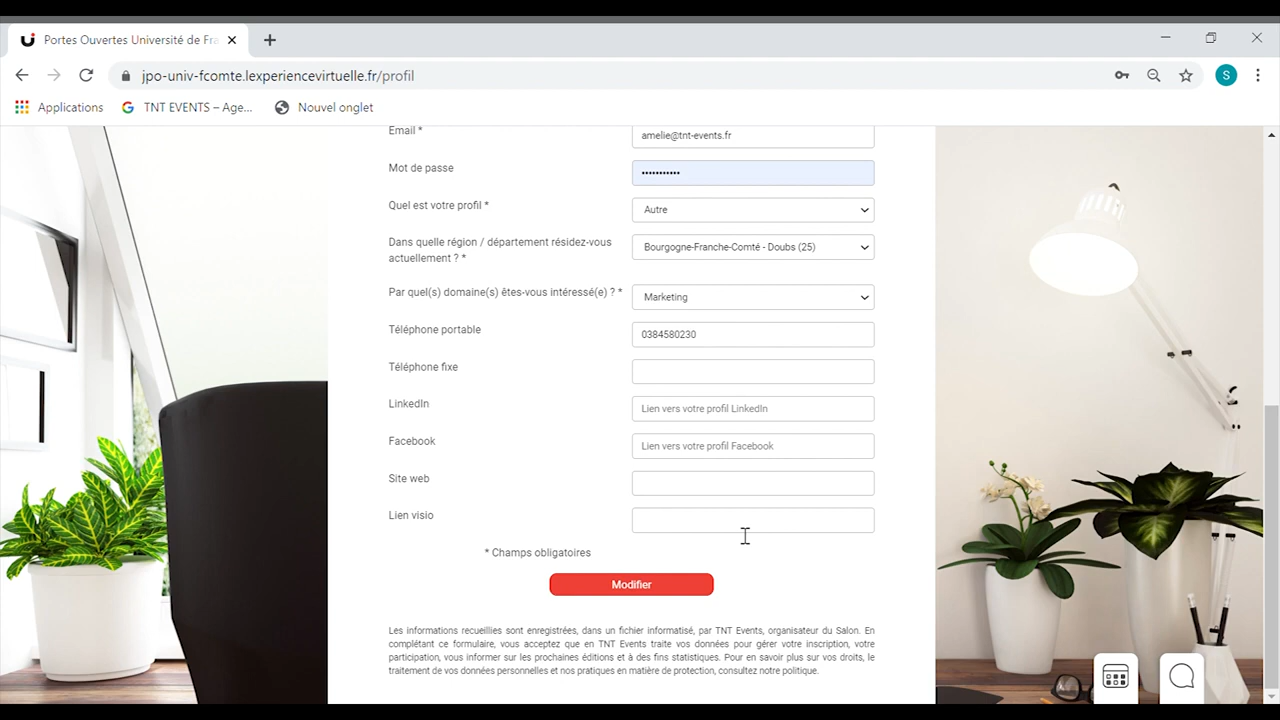 Portes Ouvertes Université de Fra
jpo-univ-fcomte.lexperiencevirtuelle.fr/profil
S
Applications
TNT EVENTS – Age...
Nouvel onglet
Email *
amelie@tnt-events.fr
Mot de passe
•••••••••••
Quel est votre profil *
Autre
Dans quelle région / département résidez-vous
actuellement ? *
Bourgogne-Franche-Comté - Doubs (25)
Par quel(s) domaine(s) êtes-vous intéressé(e) ? *
Marketing
Téléphone portable
0384580230
Téléphone fixe
LinkedIn
Lien vers votre profil LinkedIn
Facebook
Lien vers votre profil Facebook
Site web
Lien visio
* Champs obligatoires
Modifier
Les informations recueillies sont enregistrées, dans un fichier informatisé, par TNT Events, organisateur du Salon. En
complétant ce formulaire, vous acceptez que en TNT Events traite vos données pour gérer votre inscription, votre
participation, vous informer sur les prochaines éditions et à des fins statistiques. Pour en savoir plus sur vos droits, le
traitement de vos données personnelles et nos pratiques en matière de protection, consultez notre politique.